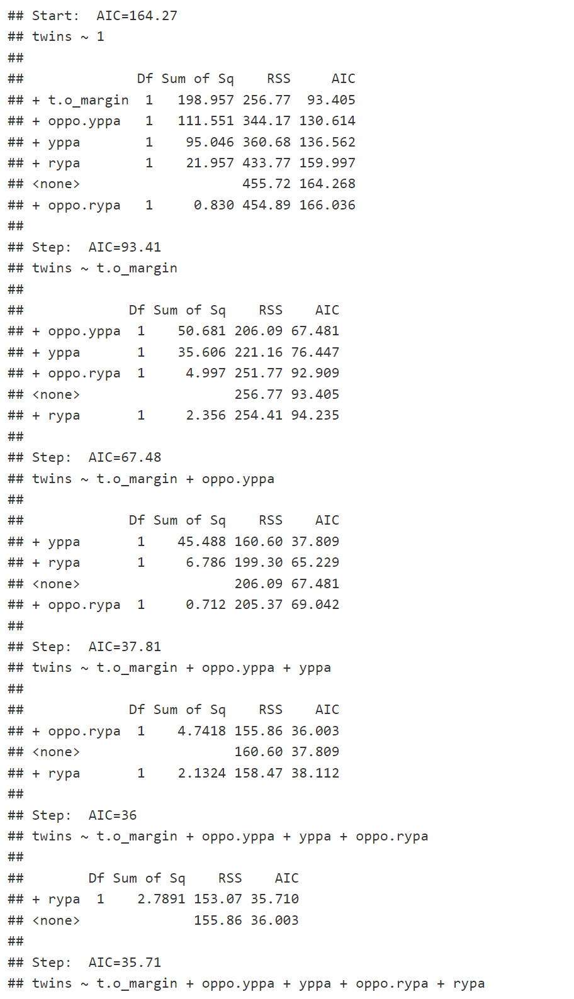 ## Start:  AIC=164.27
## twins ~ 1
##
##              Df Sum of Sq    RSS     AIC
## + t.o_margin  1   198.957 256.77  93.405
## + oppo.yppa   1   111.551 344.17 130.614
## + yppa        1    95.046 360.68 136.562
## + rypa        1    21.957 433.77 159.997
## <none>                    455.72 164.268
## + oppo.rypa   1     0.830 454.89 166.036
##
## Step:  AIC=93.41
## twins ~ t.o_margin
##
##             Df Sum of Sq    RSS    AIC
## + oppo.yppa  1    50.681 206.09 67.481
## + yppa       1    35.606 221.16 76.447
## + oppo.rypa  1     4.997 251.77 92.909
## <none>                   256.77 93.405
## + rypa       1     2.356 254.41 94.235
##
## Step:  AIC=67.48
## twins ~ t.o_margin + oppo.yppa
##
##             Df Sum of Sq    RSS    AIC
## + yppa       1    45.488 160.60 37.809
## + rypa       1     6.786 199.30 65.229
## <none>                   206.09 67.481
## + oppo.rypa  1     0.712 205.37 69.042
##
## Step:  AIC=37.81
## twins ~ t.o_margin + oppo.yppa + yppa
##
##             Df Sum of Sq    RSS    AIC
## + oppo.rypa  1    4.7418 155.86 36.003
## <none>                   160.60 37.809
## + rypa       1    2.1324 158.47 38.112
##
## Step:  AIC=36
## twins ~ t.o_margin + oppo.yppa + yppa + oppo.rypa
##
##        Df Sum of Sq    RSS    AIC
## + rypa  1    2.7891 153.07 35.710
## <none>              155.86 36.003
##
## Step:  AIC=35.71
## twins ~ t.o_margin + oppo.yppa + yppa + oppo.rypa + rypa